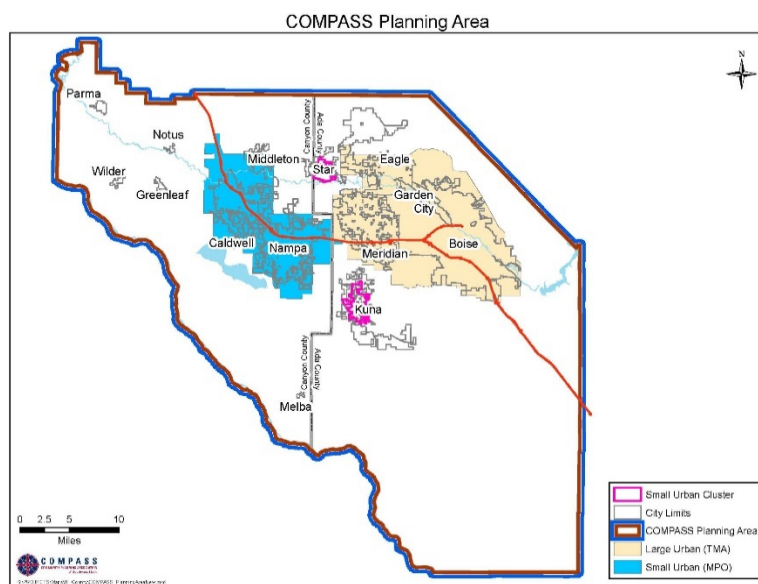 COMPASS Planning Area
N
Parma
Notus
Wilder
Greenleaf
Middleton
Canyon County
Ada County
Star
Eagle
Garden
City
Caldwell
Nampa
Meridian
Boise
Kuna
Canyon County
Ada County
Melba
0 2.5 5 10
Miles
COMPASS
Small Urban Cluster
City Limits
COMPASS Planning Area
Large Urban (TMA)
Small Urban (MPO)